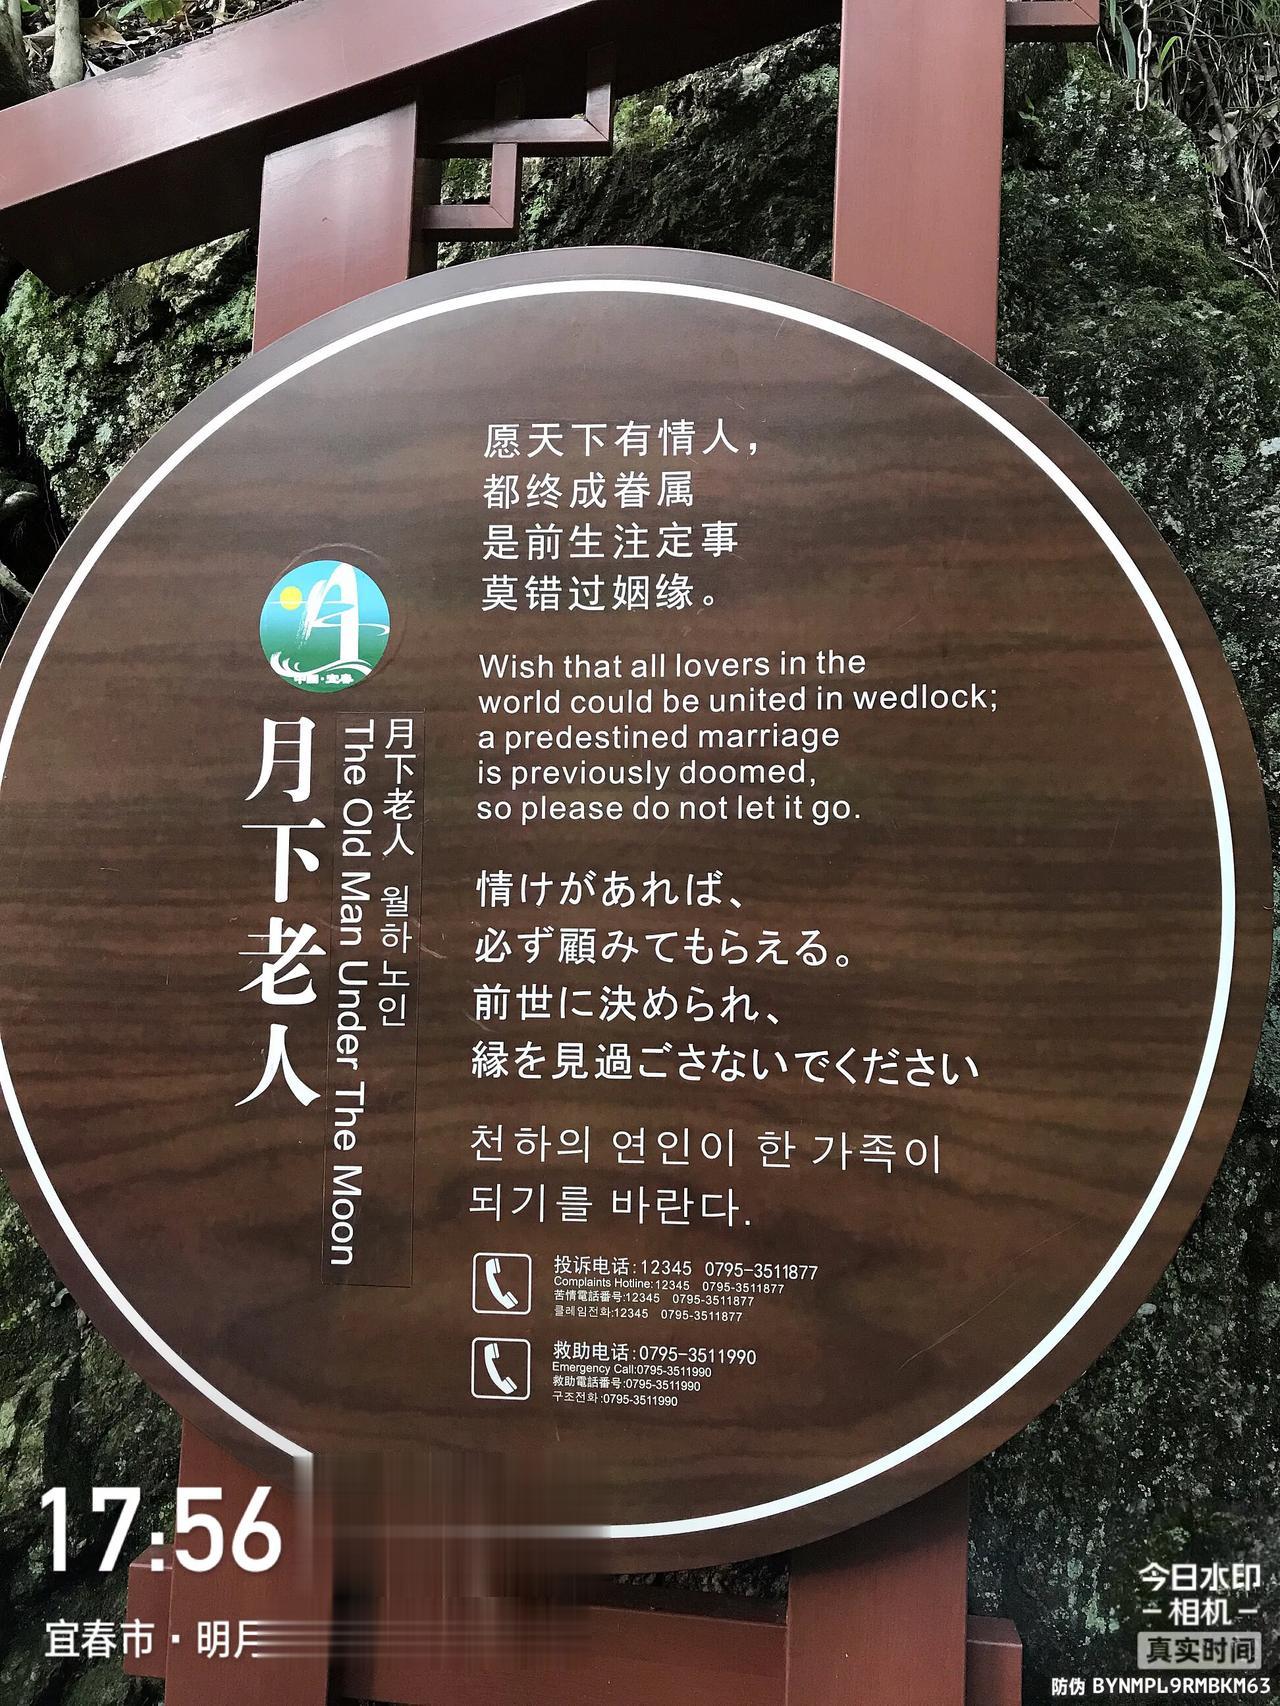 愿天下有情人，
都终成眷属
是前生注定事
莫错过姻缘。
Wish that all lovers in the
world could be united in wedlock;
a predestined marriage
is previously doomed,
so please do not let it go.
情けがあれば、
必ず顧みてもらえる。
前世に決められ、
縁を見過ごさないでください
천하의 연인이 한 가족이
되기를 바란다.
月
中国·宜春
月下老人
月下老人 월하노인
The Old Man Under The Moon
投诉电话:12345 0795-3511877
Complaints Hotline:12345 0795-3511877
苦情電話番号:12345 0795-3511877
클레임전화:12345 0795-3511877
救助电话:0795-3511990
Emergency Call:0795-3511990
救助電話番号:0795-3511990
구조전화:0795-3511990
17:56
宜春市·明月
今日水印
-相机-
真实时间
防伪 BYNMPL9RMBKM63